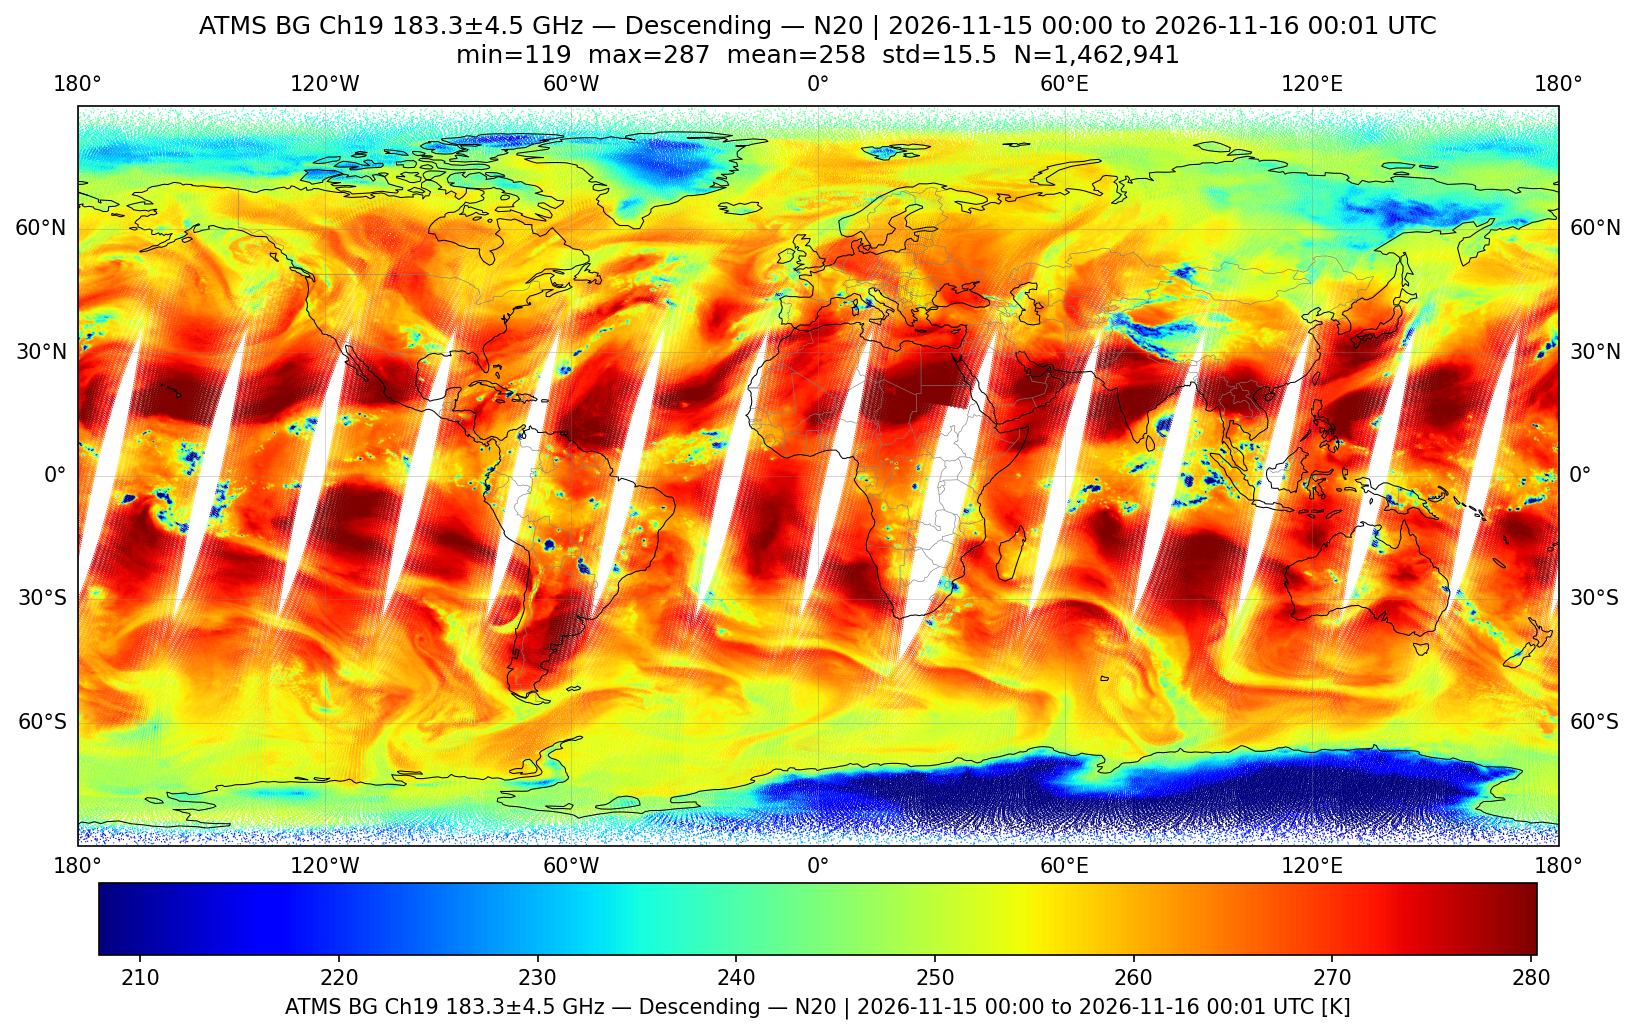 ATMS BG Ch19 183.3±4.5 GHz — Descending — N20 | 2026-11-15 00:00 to 2026-11-16 00:01 UTC
min=119 max=287 mean=258 std=15.5 N=1,462,941
180° 120°W 60°W 0° 60°E 120°E 180°
60°N 60°N
30°N 30°N
0° 0°
30°S 30°S
60°S 60°S
180° 120°W 60°W 0° 60°E 120°E 180°
210 220 230 240 250 260 270 280
ATMS BG Ch19 183.3±4.5 GHz — Descending — N20 | 2026-11-15 00:00 to 2026-11-16 00:01 UTC [K]